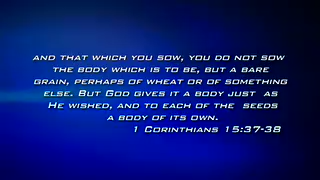 AND THAT WHICH YOU SOW, YOU DO NOT SOW
THE BODY WHICH IS TO BE, BUT A BARE
GRAIN, PERHAPS OF WHEAT OR OF SOMETHING
ELSE. BUT GOD GIVES IT A BODY JUST AS
HE WISHED, AND TO EACH OF THE SEEDS
A BODY OF ITS OWN.
1 CORINTHIANS 15:37-38